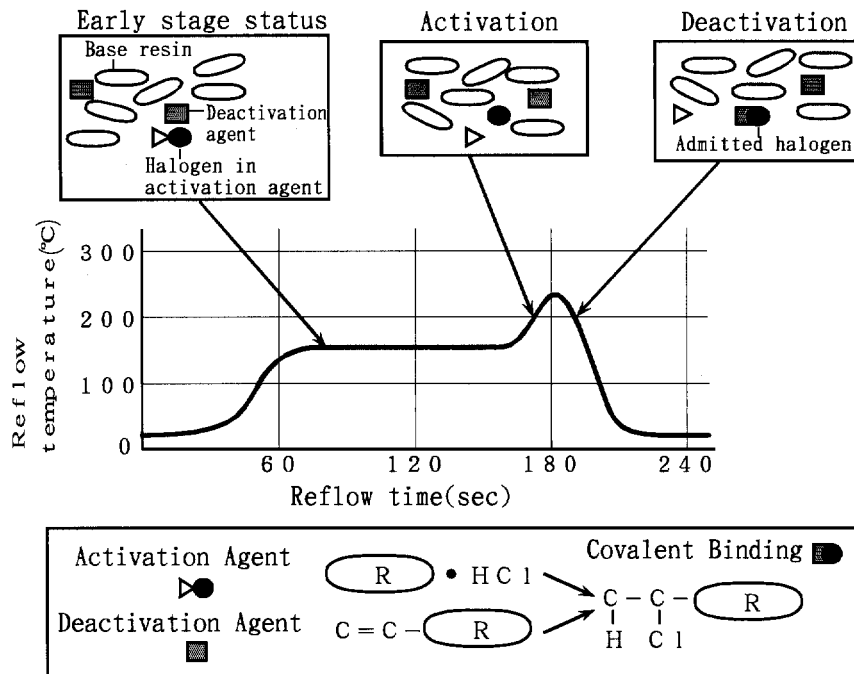 Early stage status
Activation
Deactivation
Base resin
Deactivation
agent
Halogen in
activation agent
Admitted halogen
Reflow
temperature(℃)
300
200
100
0
60
120
180
240
Reflow time(sec)
Activation Agent
Deactivation Agent
R • HCl
C=C- R
Covalent Binding
C - C - R
H Cl